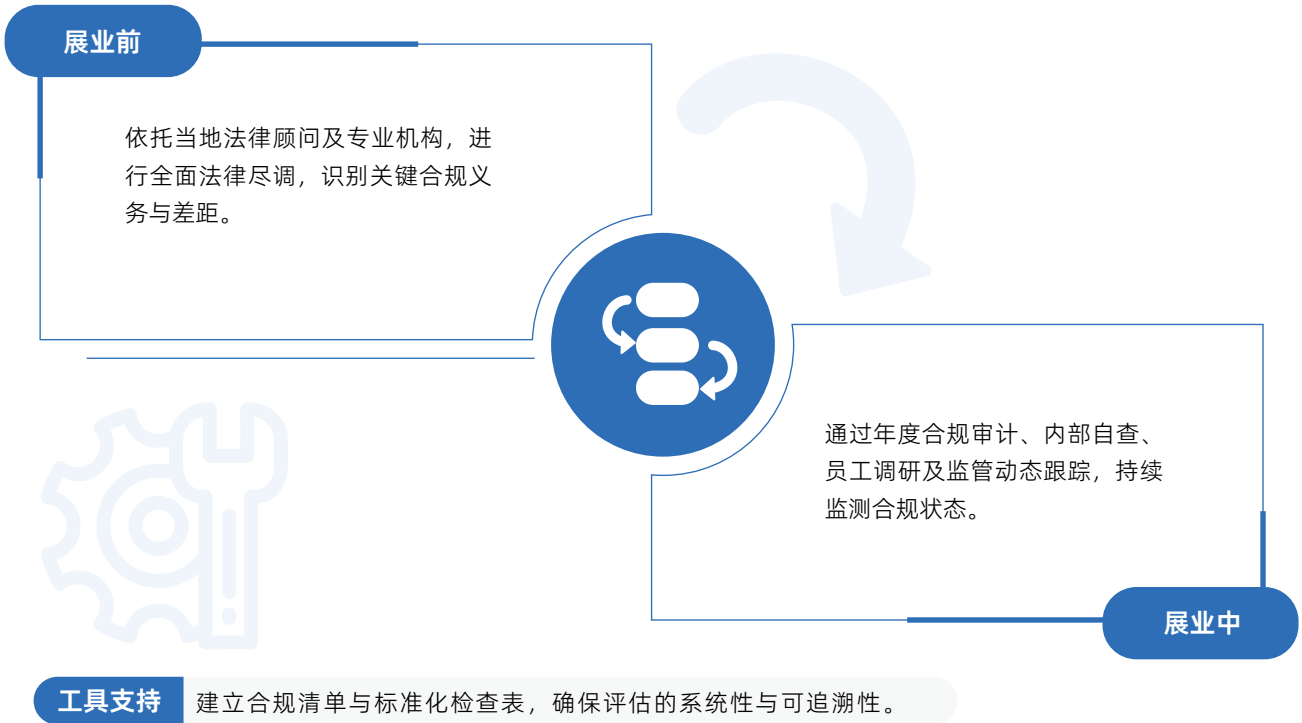 展业前
依托当地法律顾问及专业机构，进
行全面法律尽调，识别关键合规义
务与差距。
通过年度合规审计、内部自查、
员工调研及监管动态跟踪，持续
监测合规状态。
展业中
工具支持 建立合规清单与标准化检查表，确保评估的系统性与可追溯性。